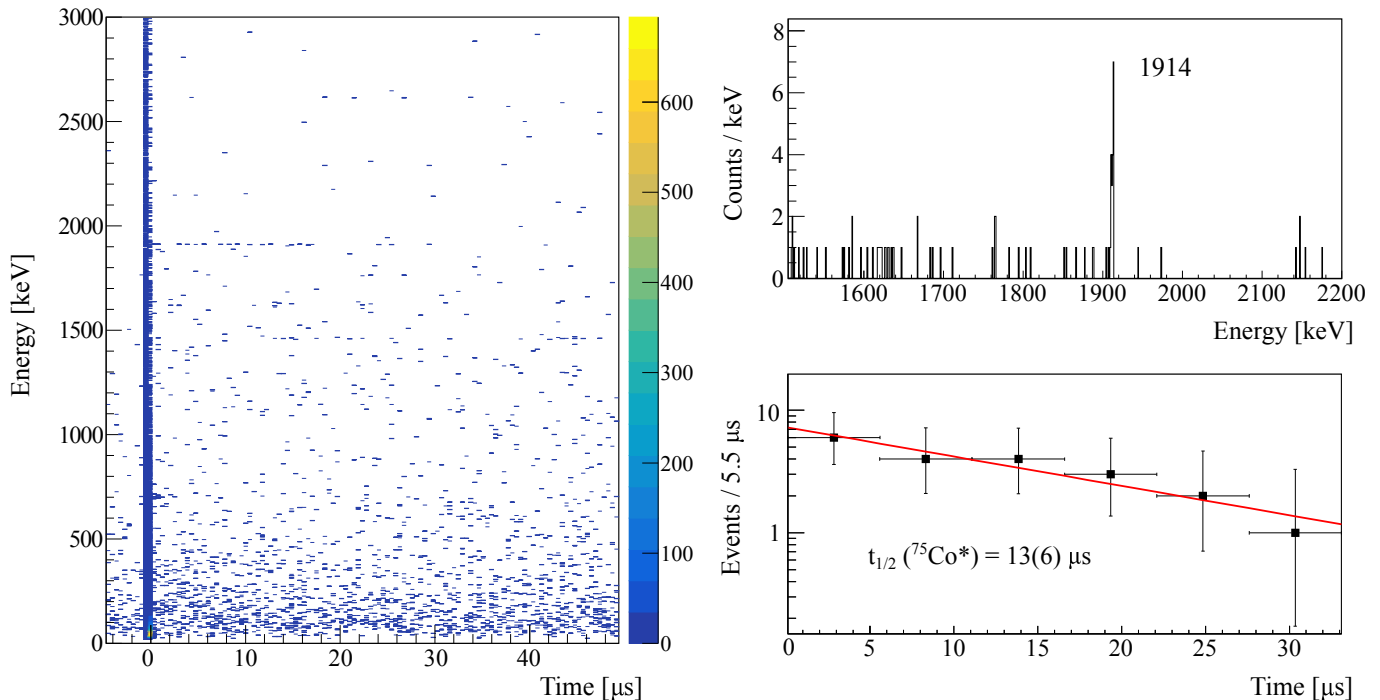 3000
2500
2000
1500
1000
500
0
Energy [keV]
0 10 20 30 40
Time [μs]
600
500
400
300
200
100
0
8
6
4
2
0
Counts / keV
1914
1600 1700 1800 1900 2000 2100 2200
Energy [keV]
10
1
Events / 5.5 μs
t1/2 (75Co*) = 13(6) μs
0 5 10 15 20 25 30
Time [μs]